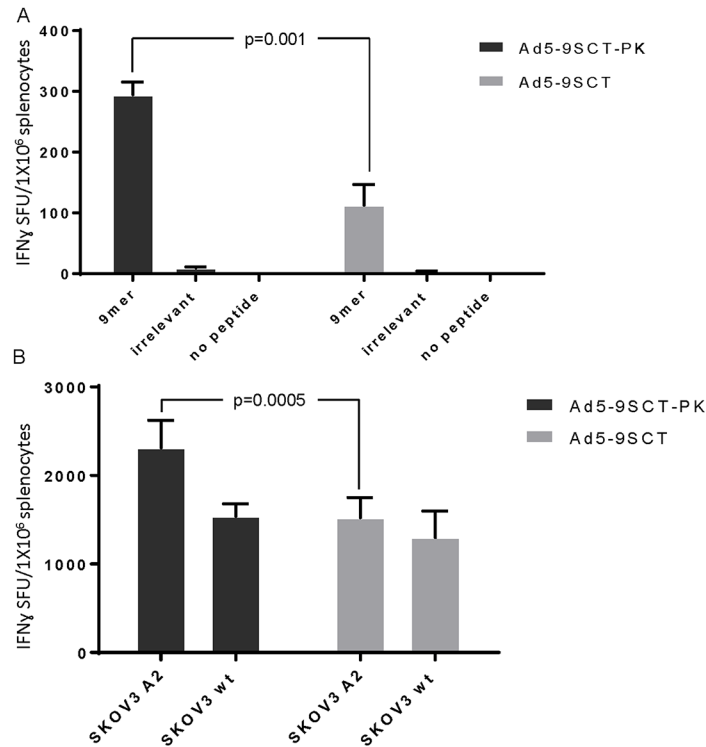 A
IFNɣ SFU/1X10⁶ splenocytes
400
300
200
100
0
p=0.001
Ad5-9SCT-PK
Ad5-9SCT
9mer
irrelevant
no peptide
9mer
irrelevant
no peptide
B
IFNɣ SFU/1X10⁶ splenocytes
3000
2000
1000
0
p=0.0005
Ad5-9SCT-PK
Ad5-9SCT
SKOV3 A2
SKOV3 wt
SKOV3 A2
SKOV3 wt